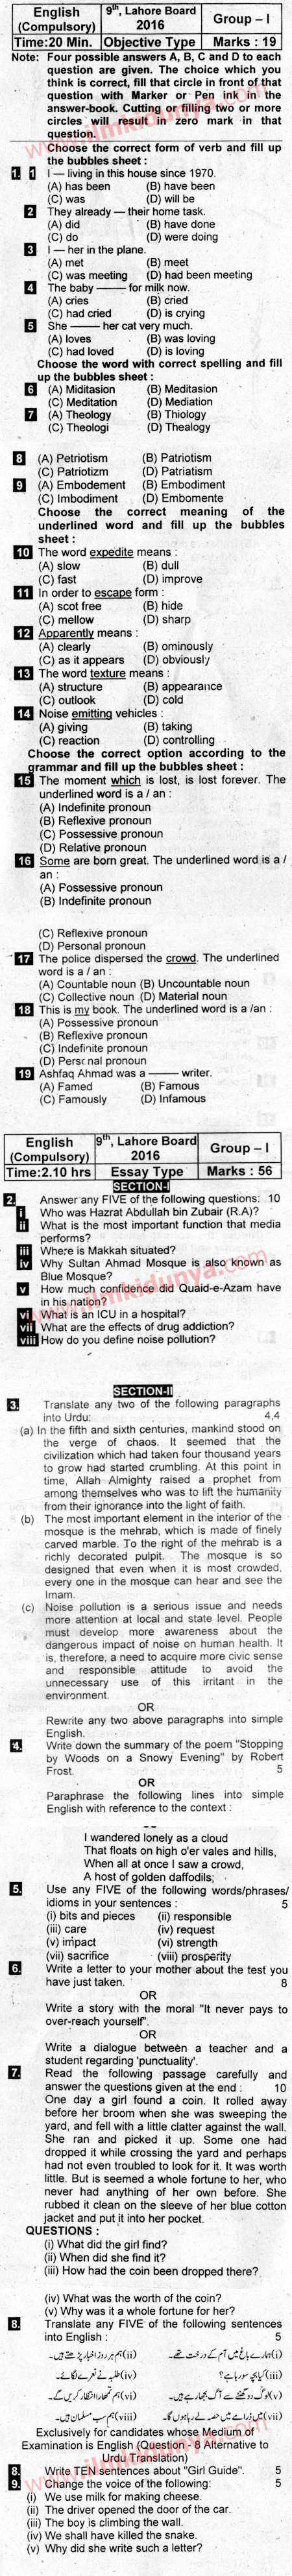 English
(Compulsory)
9th, Lahore Board
2016
Group – I
Time:20 Min.
Objective Type
Marks : 19
Note: Four possible answers A, B, C and D to each
question are given. The choice which you
think is correct, fill that circle in front of that
question with Marker or Pen ink in the
answer-book. Cutting or filling two or more
circles will result in zero mark in that
question.
Choose the correct form of verb and fill up
the bubbles sheet :
1. 1 I — living in this house since 1970.
(A) has been (B) have been
(C) was (D) will be
2 They already — their home task.
(A) did (B) have done
(C) do (D) were doing
3 I — her in the plane.
(A) met (B) meet
(C) was meeting (D) had been meeting
4 The baby —— for milk now.
(A) cries (B) cried
(C) had cried (D) is crying
5 She —— her cat very much.
(A) loves (B) was loving
(C) had loved (D) is loving
Choose the word with correct spelling and fill
up the bubbles sheet :
6 (A) Miditasion (B) Meditasion
(C) Meditation (D) Mediation
7 (A) Theology (B) Thiology
(C) Theologi (D) Thealogy
8 (A) Petriotism (B) Patriotism
(C) Patriotizm (D) Patriatism
9 (A) Embodement (B) Embodiment
(C) Imbodiment (D) Embomente
Choose the correct meaning of the
underlined word and fill up the bubbles
sheet :
10 The word expedite means :
(A) slow (B) dull
(C) fast (D) improve
11 In order to escape form :
(A) scot free (B) hide
(C) mellow (D) sharp
12 Apparently means :
(A) clearly (B) ominously
(C) as it appears (D) obviously
13 The word texture means :
(A) structure (B) appearance
(C) outlook (D) cold
14 Noise emitting vehicles :
(A) giving (B) taking
(C) reaction (D) controlling
Choose the correct option according to the
grammar and fill up the bubbles sheet :
15 The moment which is lost, is lost forever. The
underlined word is a / an :
(A) Indefinite pronoun
(B) Reflexive pronoun
(C) Possessive pronoun
(D) Relative pronoun
16 Some are born great. The underlined word is a /
an :
(A) Possessive pronoun
(B) Indefinite pronoun
(C) Reflexive pronoun
(D) Personal pronoun
17 The police dispersed the crowd. The underlined
word is a / an :
(A) Countable noun (B) Uncountable noun
(C) Collective noun (D) Material noun
18 This is my book. The underlined word is a /an :
(A) Possessive pronoun
(B) Reflexive pronoun
(C) Indefinite pronoun
(D) Personal pronoun
19 Ashfaq Ahmad was a —— writer.
(A) Famed (B) Famous
(C) Famously (D) Infamous
English
(Compulsory)
9th, Lahore Board
2016
Group – I
Time:2.10 hrs
Essay Type
Marks : 56
SECTION-I
2. Answer any FIVE of the following questions: 10
i Who was Hazrat Abdullah bin Zubair (R.A)?
ii What is the most important function that media
performs?
iii Where is Makkah situated?
iv Why Sultan Ahmad Mosque is also known as
Blue Mosque?
v How much confidence did Quaid-e-Azam have
in his nation?
vi What is an ICU in a hospital?
vii What are the effects of drug addiction?
viii How do you define noise pollution?
SECTION-II
3. Translate any two of the following paragraphs
into Urdu: 4,4
(a) In the fifth and sixth centuries, mankind stood on
the verge of chaos. It seemed that the
civilization which had taken four thousand years
to grow had started crumbling. At this point in
time, Allah Almighty raised a prophet from
among themselves who was to lift the humanity
from their ignorance into the light of faith.
(b) The most important element in the interior of the
mosque is the mehrab, which is made of finely
carved marble. To the right of the mehrab is a
richly decorated pulpit. The mosque is so
designed that even when it is most crowded,
every one in the mosque can hear and see the
Imam.
(c) Noise pollution is a serious issue and needs
more attention at local and state level. People
must develop more awareness about the
dangerous impact of noise on human health. It
is, therefore, a need to acquire more civic sense
and responsible attitude to avoid the
unnecessary use of this irritant in the
environment.
OR
Rewrite any two above paragraphs into simple
English.
4. Write down the summary of the poem "Stopping
by Woods on a Snowy Evening" by Robert
Frost. 5
OR
Paraphrase the following lines into simple
English with reference to the context :
I wandered lonely as a cloud
That floats on high o'er vales and hills,
When all at once I saw a crowd,
A host of golden daffodils;
5. Use any FIVE of the following words/phrases/
idioms in your sentences : 5
(i) bits and pieces (ii) responsible
(iii) care (iv) request
(v) impact (vi) strength
(vii) sacrifice (viii) prosperity
6. Write a letter to your mother about the test you
have just taken. 8
OR
Write a story with the moral "It never pays to
over-reach yourself".
OR
Write a dialogue between a teacher and a
student regarding 'punctuality'.
7. Read the following passage carefully and
answer the questions given at the end : 10
One day a girl found a coin. It rolled away
before her broom when she was sweeping the
yard, and fell with a little clatter against the wall.
She ran and picked it up. Some one had
dropped it while crossing the yard and perhaps
had not even troubled to look for it. It was worth
little. But is seemed a whole fortune to her, who
never had anything of her own before. She
rubbed it clean on the sleeve of her blue cotton
jacket and put it into her pocket.
QUESTIONS :
(i) What did the girl find?
(ii) When did she find it?
(iii) How had the coin been dropped there?
(iv) What was the worth of the coin?
(v) Why was it a whole fortune for her?
8. Translate any FIVE of the following sentences
into English : 5
(i) ہمارے باغ میں آم کے درخت تھے۔ (ii) ہم ہر روز اخبار پڑھتے ہیں۔
(iii) کیا بچہ سو رہا ہے؟ (iv) طلبہ نے نعرے لگائے۔
(v) لوگ دو گھنٹے سے آگ بجھا رہے ہیں۔ (vi) ہم تمھارا انتظار کریں گے۔
(vii) میں ڈرامے میں حصہ لے رہا ہوں گا۔ (viii) ہم سب مسلمان ہیں۔
Exclusively for candidates whose Medium of
Examination is English (Question - 8 Alternative to
Urdu Translation)
8. Write TEN sentences about "Girl Guide". 5
9. Change the voice of the following: 5
(i) We use milk for making cheese.
(ii) The driver opened the door of the car.
(iii) The boy is climbing the wall.
(iv) We shall have killed the snake.
(v) Why did she write such a letter?
www.ilmkidunya.com
www.ilmkidunya.com
www.ilmkidunya.com
www.ilmkidunya.com